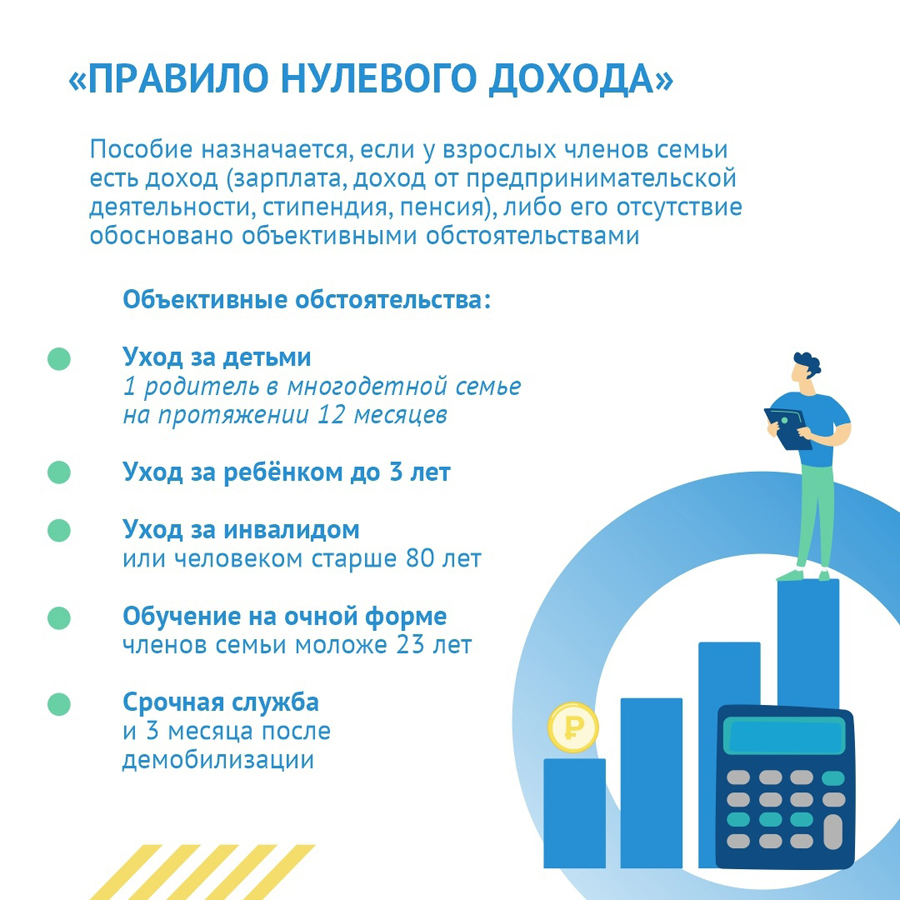 «ПРАВИЛО НУЛЕВОГО ДОХОДА»
Пособие назначается, если у взрослых членов семьи
есть доход (зарплата, доход от предпринимательской
деятельности, стипендия, пенсия), либо его отсутствие
обосновано объективными обстоятельствами
Объективные обстоятельства:
Уход за детьми
1 родитель в многодетной семье
на протяжении 12 месяцев
Уход за ребёнком до 3 лет
Уход за инвалидом
или человеком старше 80 лет
Обучение на очной форме
членов семьи моложе 23 лет
Срочная служба
и 3 месяца после
демобилизации
₽